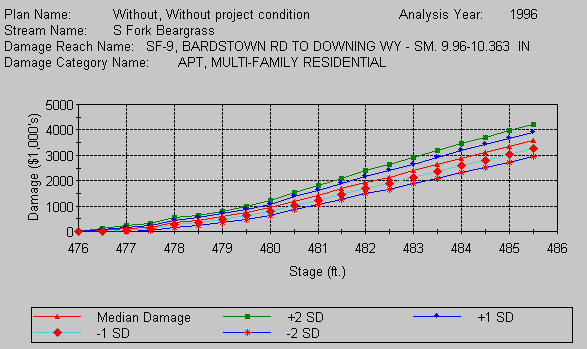 Plan Name: Without, Without project condition Analysis Year: 1996
Stream Name: S Fork Beargrass
Damage Reach Name: SF-9, BARDSTOWN RD TO DOWNING WY - SM. 9.96-10.363 IN
Damage Category Name: APT, MULTI-FAMILY RESIDENTIAL
5000
4000
3000
2000
1000
0
Damage ($1,000's)
476 477 478 479 480 481 482 483 484 485 486
Stage (ft.)
Median Damage +2 SD +1 SD
-1 SD -2 SD